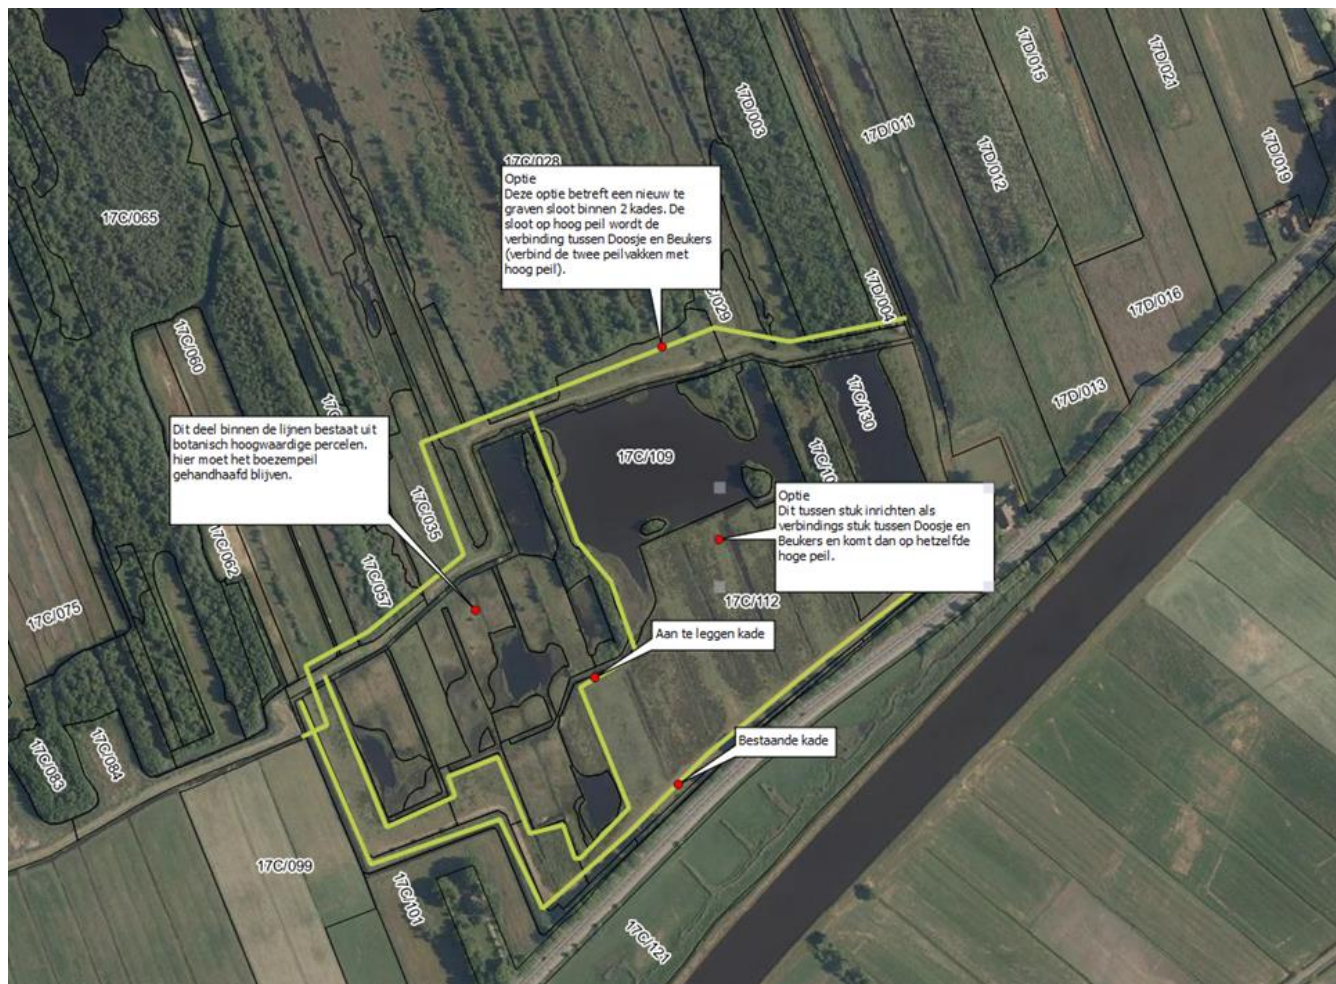 17D/015
17D/021
17D/003
17D/011
17D/012
17D/019
17C/028
Optie
Deze optie betreft een nieuw te
graven sloot binnen 2 kades. De
sloot op hoog peil wordt de
verbinding tussen Doosje en Beukers
(verbind de twee peilvakken met
hoog peil).
17C/065
/029
17D/004
17D/016
17C/060
17D/013
17C/130
Dit deel binnen de lijnen bestaat uit
botanisch hoogwaardige percelen.
hier moet het boezempeil
gehandhaafd blijven.
17C/109
17C/10
17C/035
Optie
Dit tussen stuk inrichten als
verbindings stuk tussen Doosje en
Beukers en komt dan op hetzelfde
hoge peil.
17C/062
17C/057
17C/112
17C/075
Aan te leggen kade
Bestaande kade
17C/083
17C/084
17C/099
17C/101
17C/121